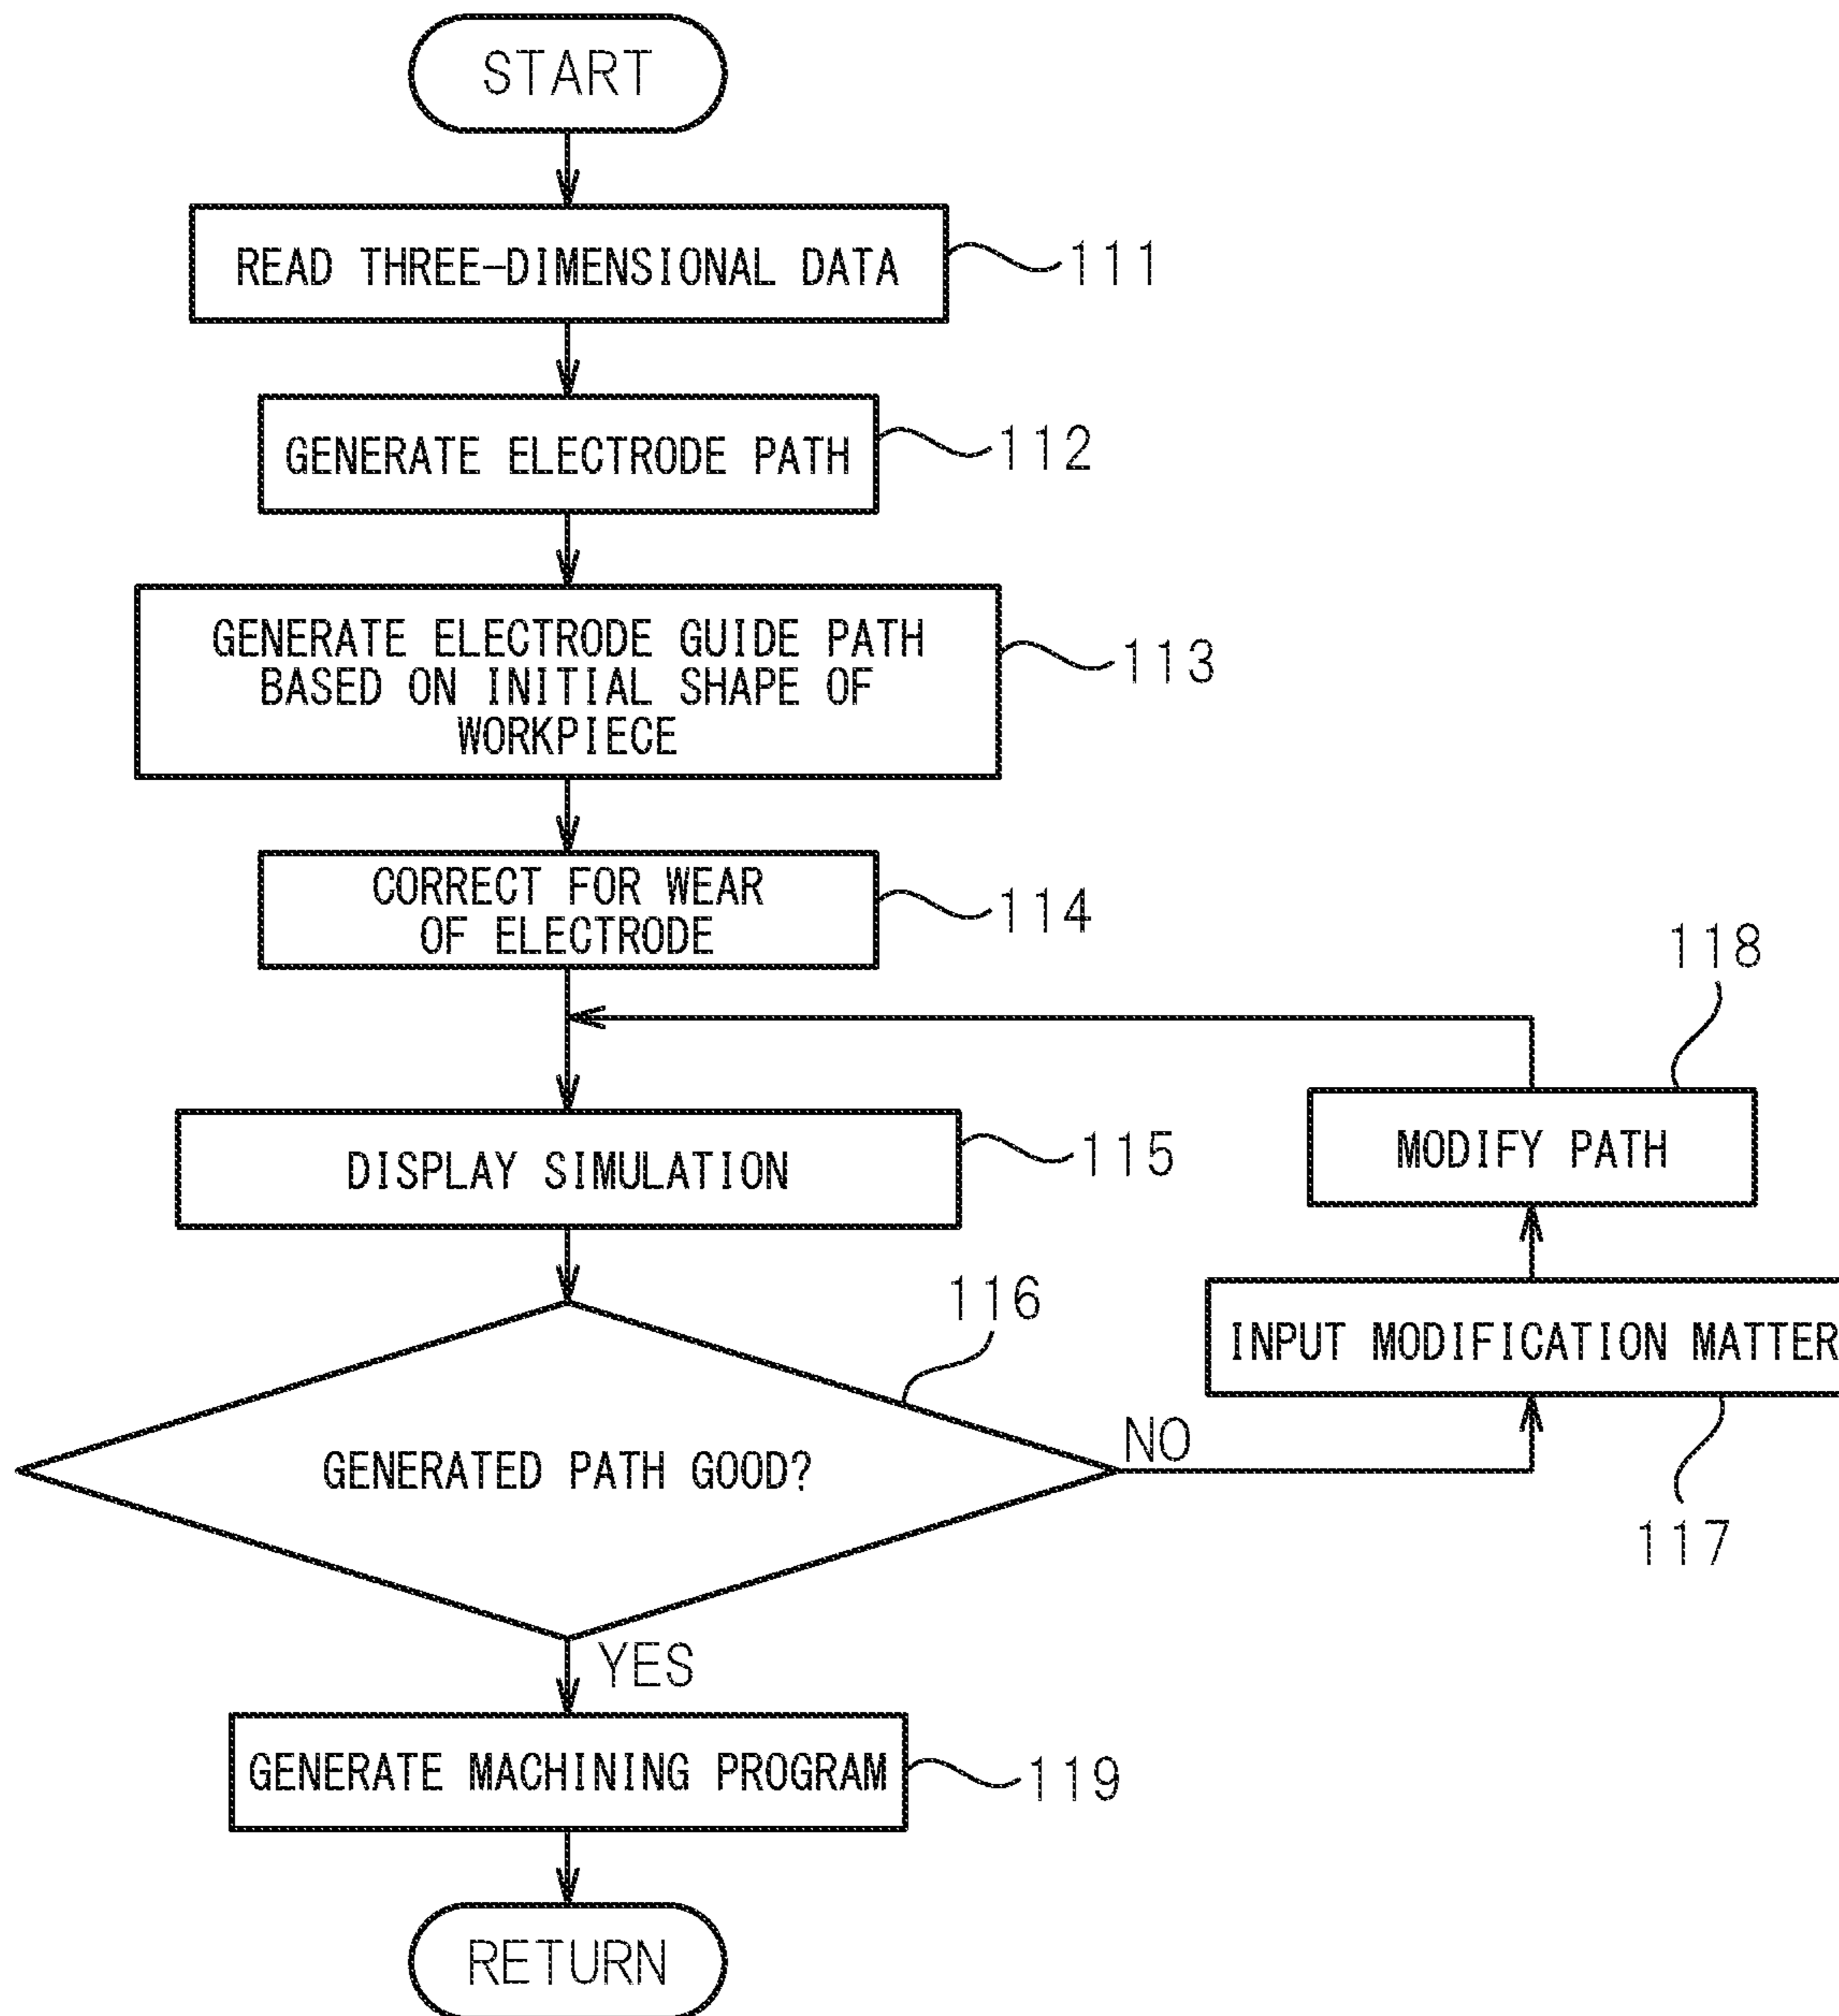 START
READ THREE-DIMENSIONAL DATA
111
GENERATE ELECTRODE PATH
112
GENERATE ELECTRODE GUIDE PATH
BASED ON INITIAL SHAPE OF
WORKPIECE
113
CORRECT FOR WEAR
OF ELECTRODE
114
118
MODIFY PATH
DISPLAY SIMULATION
115
116
INPUT MODIFICATION MATTER
NO
GENERATED PATH GOOD?
117
YES
GENERATE MACHINING PROGRAM
119
RETURN